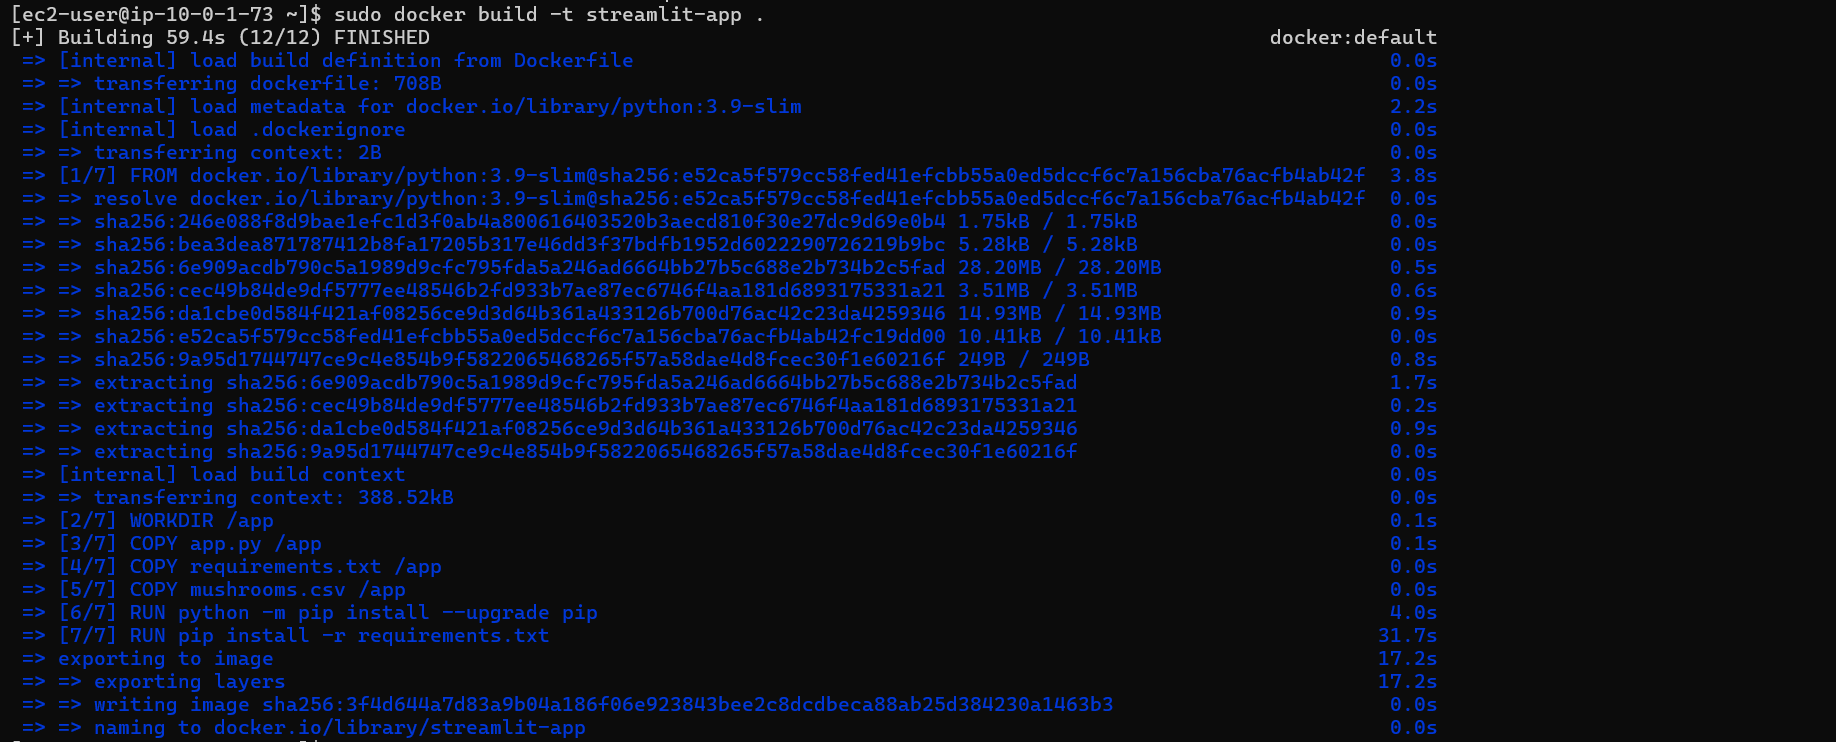 [ec2-user@ip-10-0-1-73 ~]$ sudo docker build -t streamlit-app .
[+] Building 59.4s (12/12) FINISHED docker:default
=> [internal] load build definition from Dockerfile 0.0s
=> => transferring dockerfile: 708B 0.0s
=> [internal] load metadata for docker.io/library/python:3.9-slim 2.2s
=> [internal] load .dockerignore 0.0s
=> => transferring context: 2B 0.0s
=> [1/7] FROM docker.io/library/python:3.9-slim@sha256:e52ca5f579cc58fed41efcbb55a0ed5dccf6c7a156cba76acfb4ab42f 3.8s
=> => resolve docker.io/library/python:3.9-slim@sha256:e52ca5f579cc58fed41efcbb55a0ed5dccf6c7a156cba76acfb4ab42f 0.0s
=> => sha256:246e088f8d9bae1efc1d3f0ab4a800616403520b3aecd810f30e27dc9d69e0b4 1.75kB / 1.75kB 0.0s
=> => sha256:bea3dea871787412b8fa17205b317e46dd3f37bdfb1952d6022290726219b9bc 5.28kB / 5.28kB 0.0s
=> => sha256:6e909acdb790c5a1989d9cfc795fda5a246ad6664bb27b5c688e2b734b2c5fad 28.20MB / 28.20MB 0.5s
=> => sha256:cec49b84de9df5777ee48546b2fd933b7ae87ec6746f4aa181d6893175331a21 3.51MB / 3.51MB 0.6s
=> => sha256:da1cbe0d584f421af08256ce9d3d64b361a433126b700d76ac42c23da4259346 14.93MB / 14.93MB 0.9s
=> => sha256:e52ca5f579cc58fed41efcbb55a0ed5dccf6c7a156cba76acfb4ab42fc19dd00 10.41kB / 10.41kB 0.0s
=> => sha256:9a95d1744747ce9c4e854b9f5822065468265f57a58dae4d8fcec30f1e60216f 249B / 249B 0.8s
=> => extracting sha256:6e909acdb790c5a1989d9cfc795fda5a246ad6664bb27b5c688e2b734b2c5fad 1.7s
=> => extracting sha256:cec49b84de9df5777ee48546b2fd933b7ae87ec6746f4aa181d6893175331a21 0.2s
=> => extracting sha256:da1cbe0d584f421af08256ce9d3d64b361a433126b700d76ac42c23da4259346 0.9s
=> => extracting sha256:9a95d1744747ce9c4e854b9f5822065468265f57a58dae4d8fcec30f1e60216f 0.0s
=> [internal] load build context 0.0s
=> => transferring context: 388.52kB 0.0s
=> [2/7] WORKDIR /app 0.1s
=> [3/7] COPY app.py /app 0.1s
=> [4/7] COPY requirements.txt /app 0.0s
=> [5/7] COPY mushrooms.csv /app 0.0s
=> [6/7] RUN python -m pip install --upgrade pip 4.0s
=> [7/7] RUN pip install -r requirements.txt 31.7s
=> exporting to image 17.2s
=> => exporting layers 17.2s
=> => writing image sha256:3f4d644a7d83a9b04a186f06e923843bee2c8dcdbeca88ab25d384230a1463b3 0.0s
=> => naming to docker.io/library/streamlit-app 0.0s